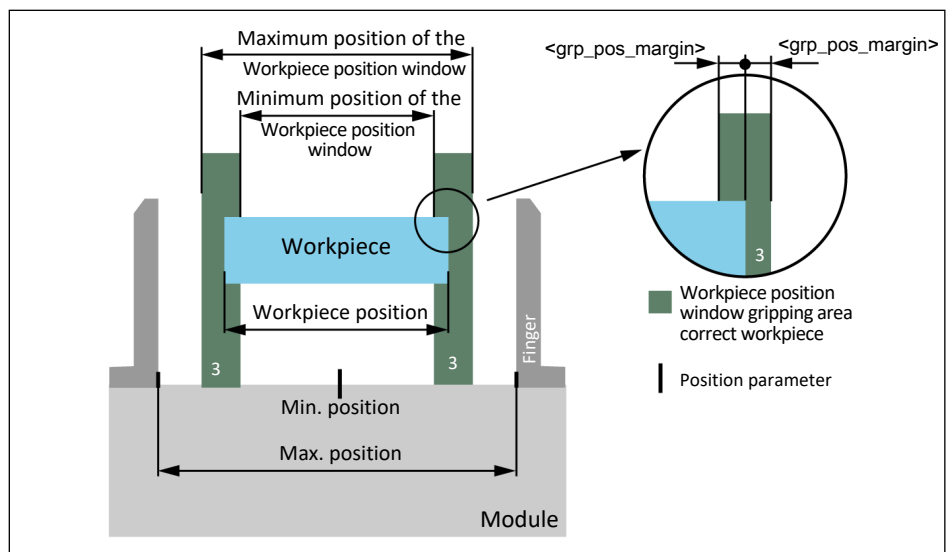 Maximum position of the
Workpiece position window
Minimum position of the
Workpiece position
window
<grp_pos_margin>
<grp_pos_margin>
Workpiece
Workpiece position
3
3
3
Finger
Workpiece position
window gripping area
correct workpiece
Position parameter
Min. position
Max. position
Module